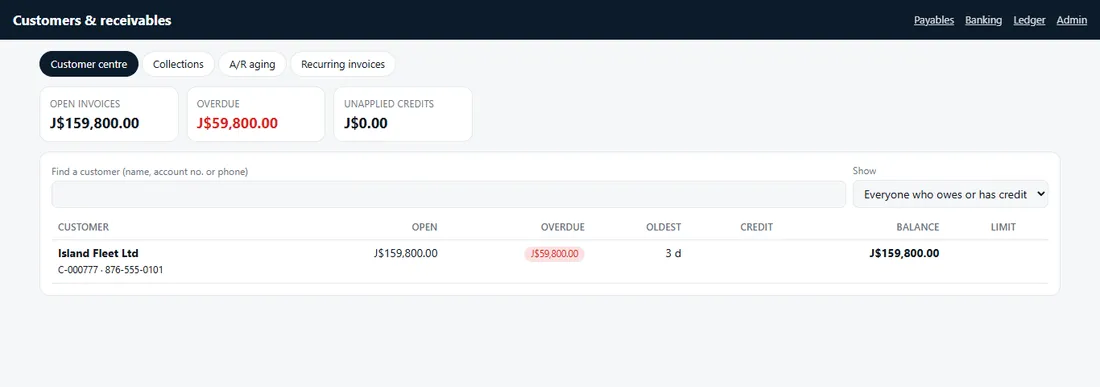 Customers & receivables
Payables Banking Ledger Admin
Customer centre Collections A/R aging Recurring invoices
OPEN INVOICES OVERDUE UNAPPLIED CREDITS
J$159,800.00 J$59,800.00 J$0.00
Find a customer (name, account no. or phone) Show
Everyone who owes or has credit
CUSTOMER OPEN OVERDUE OLDEST CREDIT BALANCE LIMIT
Island Fleet Ltd J$159,800.00 J$59,800.00 3 d J$159,800.00
C-000777 · 876-555-0101